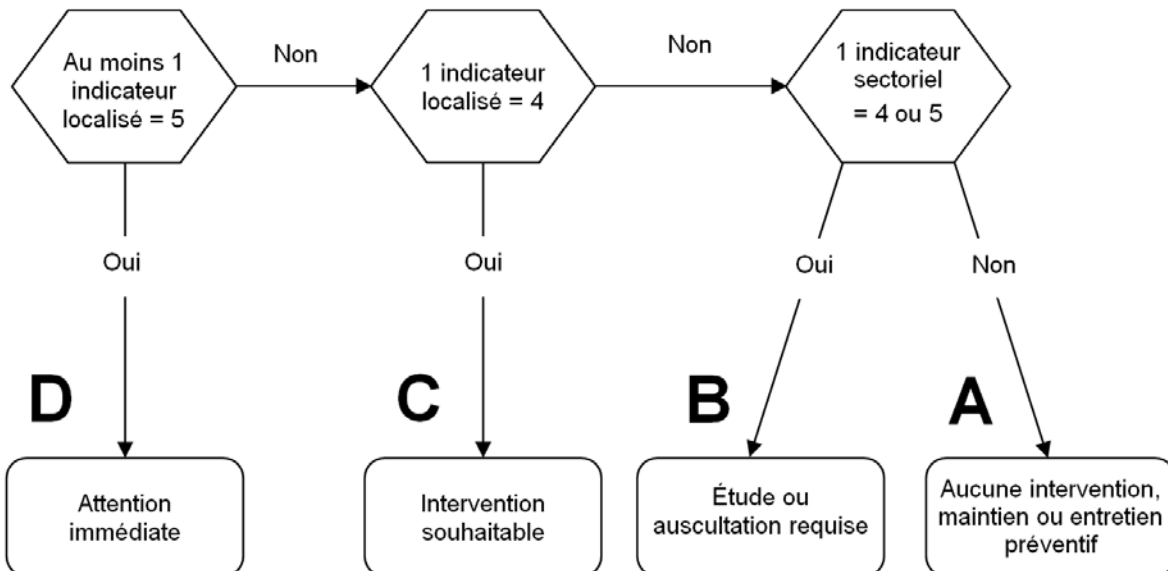 Au moins 1
indicateur
localisé = 5
Non
1 indicateur
localisé = 4
Non
1 indicateur
sectoriel
= 4 ou 5
Oui
Oui
Oui
Non
D
C
B
A
Attention
immédiate
Intervention
souhaitable
Étude ou
auscultation requise
Aucune intervention,
maintien ou entretien
préventif